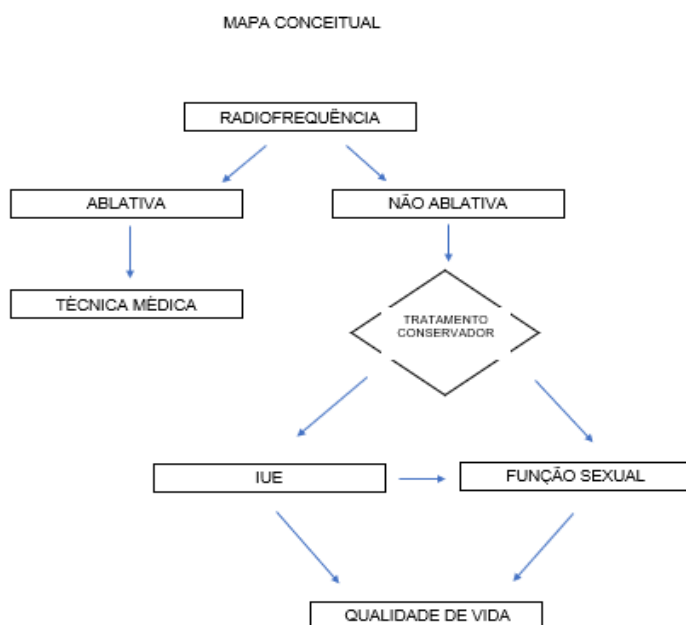 MAPA CONCEITUAL
RADIOFREQUÊNCIA
ABLATIVA
NÃO ABLATIVA
TÉCNICA MÉDICA
TRATAMENTO
CONSERVADOR
IUE
FUNÇÃO SEXUAL
QUALIDADE DE VIDA